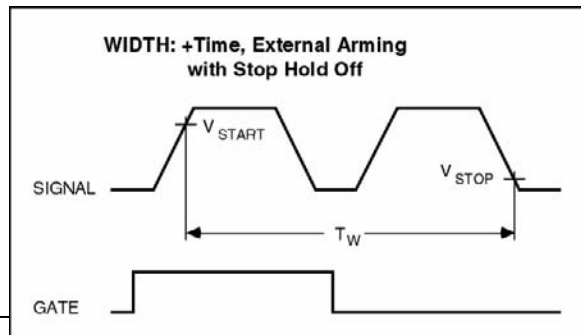 WIDTH: +Time, External Arming
with Stop Hold Off
V START
V STOP
SIGNAL
T W
GATE